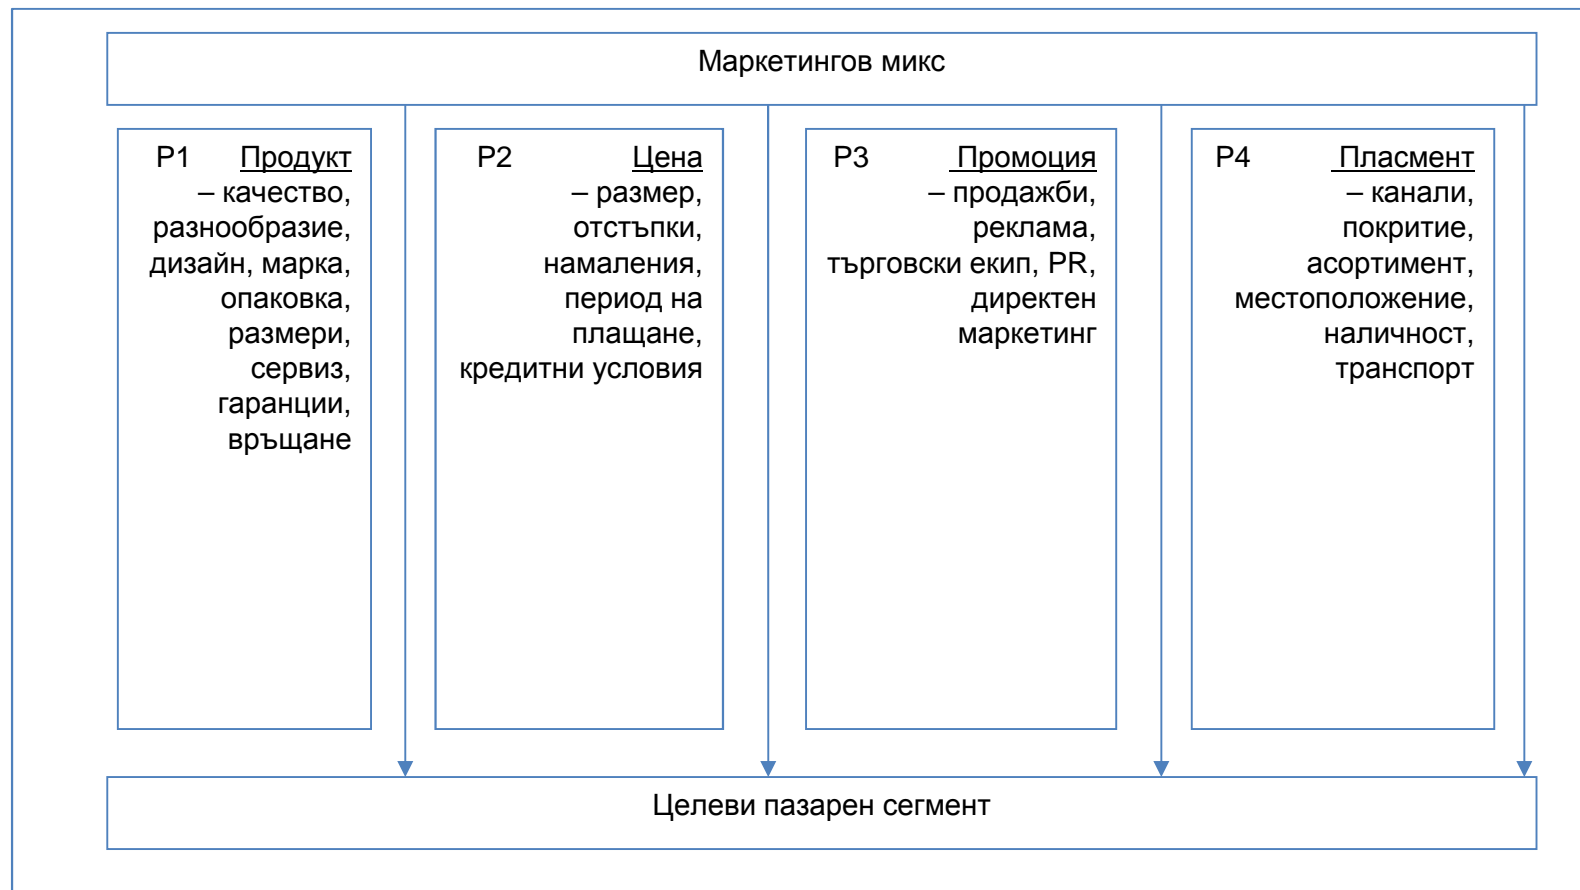 Маркетингов микс
P1 Продукт
– качество,
разнообразие,
дизайн, марка,
опаковка,
размери,
сервиз,
гаранции,
връщане
P2 Цена
– размер,
отстъпки,
намаления,
период на
плащане,
кредитни условия
P3 Промоция
– продажби,
реклама,
търговски екип, PR,
директен
маркетинг
P4 Пласмент
– канали,
покритие,
асортимент,
местоположение,
наличност,
транспорт
Целеви пазарен сегмент